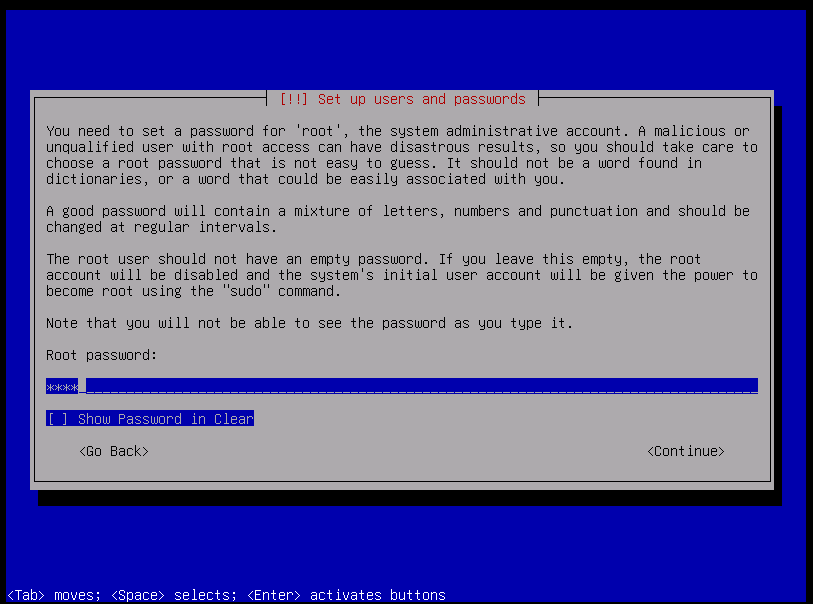 [!!] Set up users and passwords
You need to set a password for 'root', the system administrative account. A malicious or
unqualified user with root access can have disastrous results, so you should take care to
choose a root password that is not easy to guess. It should not be a word found in
dictionaries, or a word that could be easily associated with you.
A good password will contain a mixture of letters, numbers and punctuation and should be
changed at regular intervals.
The root user should not have an empty password. If you leave this empty, the root
account will be disabled and the system's initial user account will be given the power to
become root using the "sudo" command.
Note that you will not be able to see the password as you type it.
Root password:
****
[ ] Show Password in Clear
<Go Back> <Continue>
<Tab> moves; <Space> selects; <Enter> activates buttons